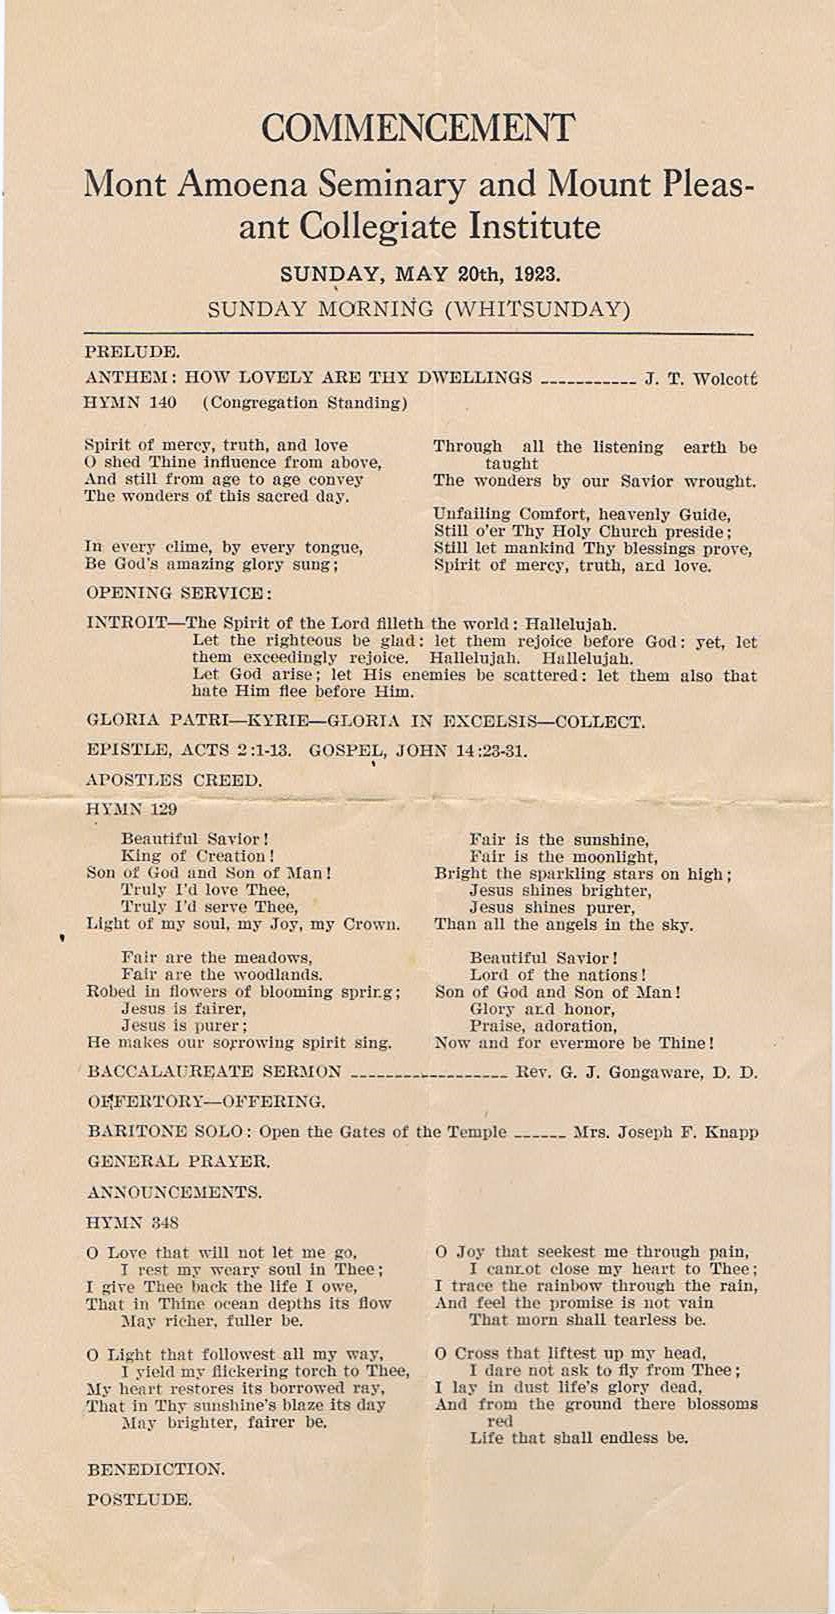 COMMENCEMENT
Mont Amoena Seminary and Mount Pleas-
ant Collegiate Institute
SUNDAY, MAY 20th, 1923.
SUNDAY MORNING (WHITSUNDAY)
PRELUDE.
ANTHEM: HOW LOVELY ARE THY DWELLINGS ----------- J. T. Wolcott
HYMN 140 (Congregation Standing)
Spirit of mercy, truth, and love
O shed Thine influence from above,
And still from age to age convey
The wonders of this sacred day.
In every clime, by every tongue,
Be God's amazing glory sung;
Through all the listening earth be
taught
The wonders by our Savior wrought.
Unfailing Comfort, heavenly Guide,
Still o'er Thy Holy Church preside;
Still let mankind Thy blessings prove,
Spirit of mercy, truth, and love.
OPENING SERVICE:
INTROIT—The Spirit of the Lord filleth the world: Hallelujah.
Let the righteous be glad: let them rejoice before God: yet, let
them exceedingly rejoice. Hallelujah. Hallelujah.
Let God arise; let His enemies be scattered: let them also that
hate Him flee before Him.
GLORIA PATRI—KYRIE—GLORIA IN EXCELSIS—COLLECT.
EPISTLE, ACTS 2:1-13. GOSPEL, JOHN 14:23-31.
APOSTLES CREED.
HYMN 129
Beautiful Savior!
King of Creation!
Son of God and Son of Man!
Truly I'd love Thee,
Truly I'd serve Thee,
Light of my soul, my Joy, my Crown.
Fair are the meadows,
Fair are the woodlands.
Robed in flowers of blooming spring;
Jesus is fairer,
Jesus is purer;
He makes our sorrowing spirit sing.
Fair is the sunshine,
Fair is the moonlight,
Bright the sparkling stars on high;
Jesus shines brighter,
Jesus shines purer,
Than all the angels in the sky.
Beautiful Savior!
Lord of the nations!
Son of God and Son of Man!
Glory and honor,
Praise, adoration,
Now and for evermore be Thine!
BACCALAUREATE SERMON ------------------ Rev. G. J. Gongaware, D. D.
OFFERTORY—OFFERING.
BARITONE SOLO: Open the Gates of the Temple ------ Mrs. Joseph F. Knapp
GENERAL PRAYER.
ANNOUNCEMENTS.
HYMN 348
O Love that will not let me go,
I rest my weary soul in Thee;
I give Thee back the life I owe,
That in Thine ocean depths its flow
May richer, fuller be.
O Light that followest all my way,
I yield my flickering torch to Thee,
My heart restores its borrowed ray,
That in Thy sunshine's blaze its day
May brighter, fairer be.
O Joy that seekest me through pain,
I cannot close my heart to Thee;
I trace the rainbow through the rain,
And feel the promise is not vain
That morn shall tearless be.
O Cross that liftest up my head,
I dare not ask to fly from Thee;
I lay in dust life's glory dead,
And from the ground there blossoms
red
Life that shall endless be.
BENEDICTION.
POSTLUDE.